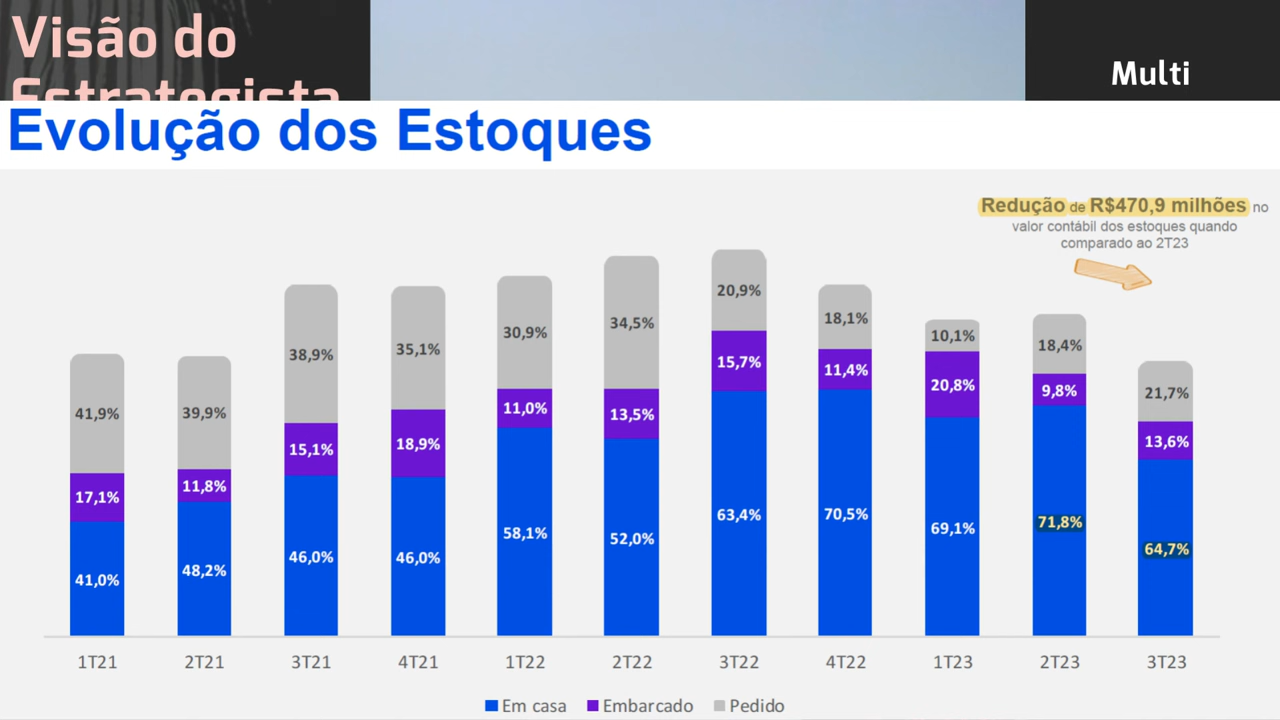 Visão do
Estrategista
Multi
Evolução dos Estoques
Redução de R$470,9 milhões no
valor contábil dos estoques quando
comparado ao 2T23
41,9% 39,9% 38,9% 35,1% 30,9% 34,5% 20,9% 18,1% 10,1% 18,4% 21,7%
17,1% 11,8% 15,1% 18,9% 11,0% 13,5% 15,7% 11,4% 20,8% 9,8% 13,6%
41,0% 48,2% 46,0% 46,0% 58,1% 52,0% 63,4% 70,5% 69,1% 71,8% 64,7%
1T21 2T21 3T21 4T21 1T22 2T22 3T22 4T22 1T23 2T23 3T23
Em casa Embarcado Pedido